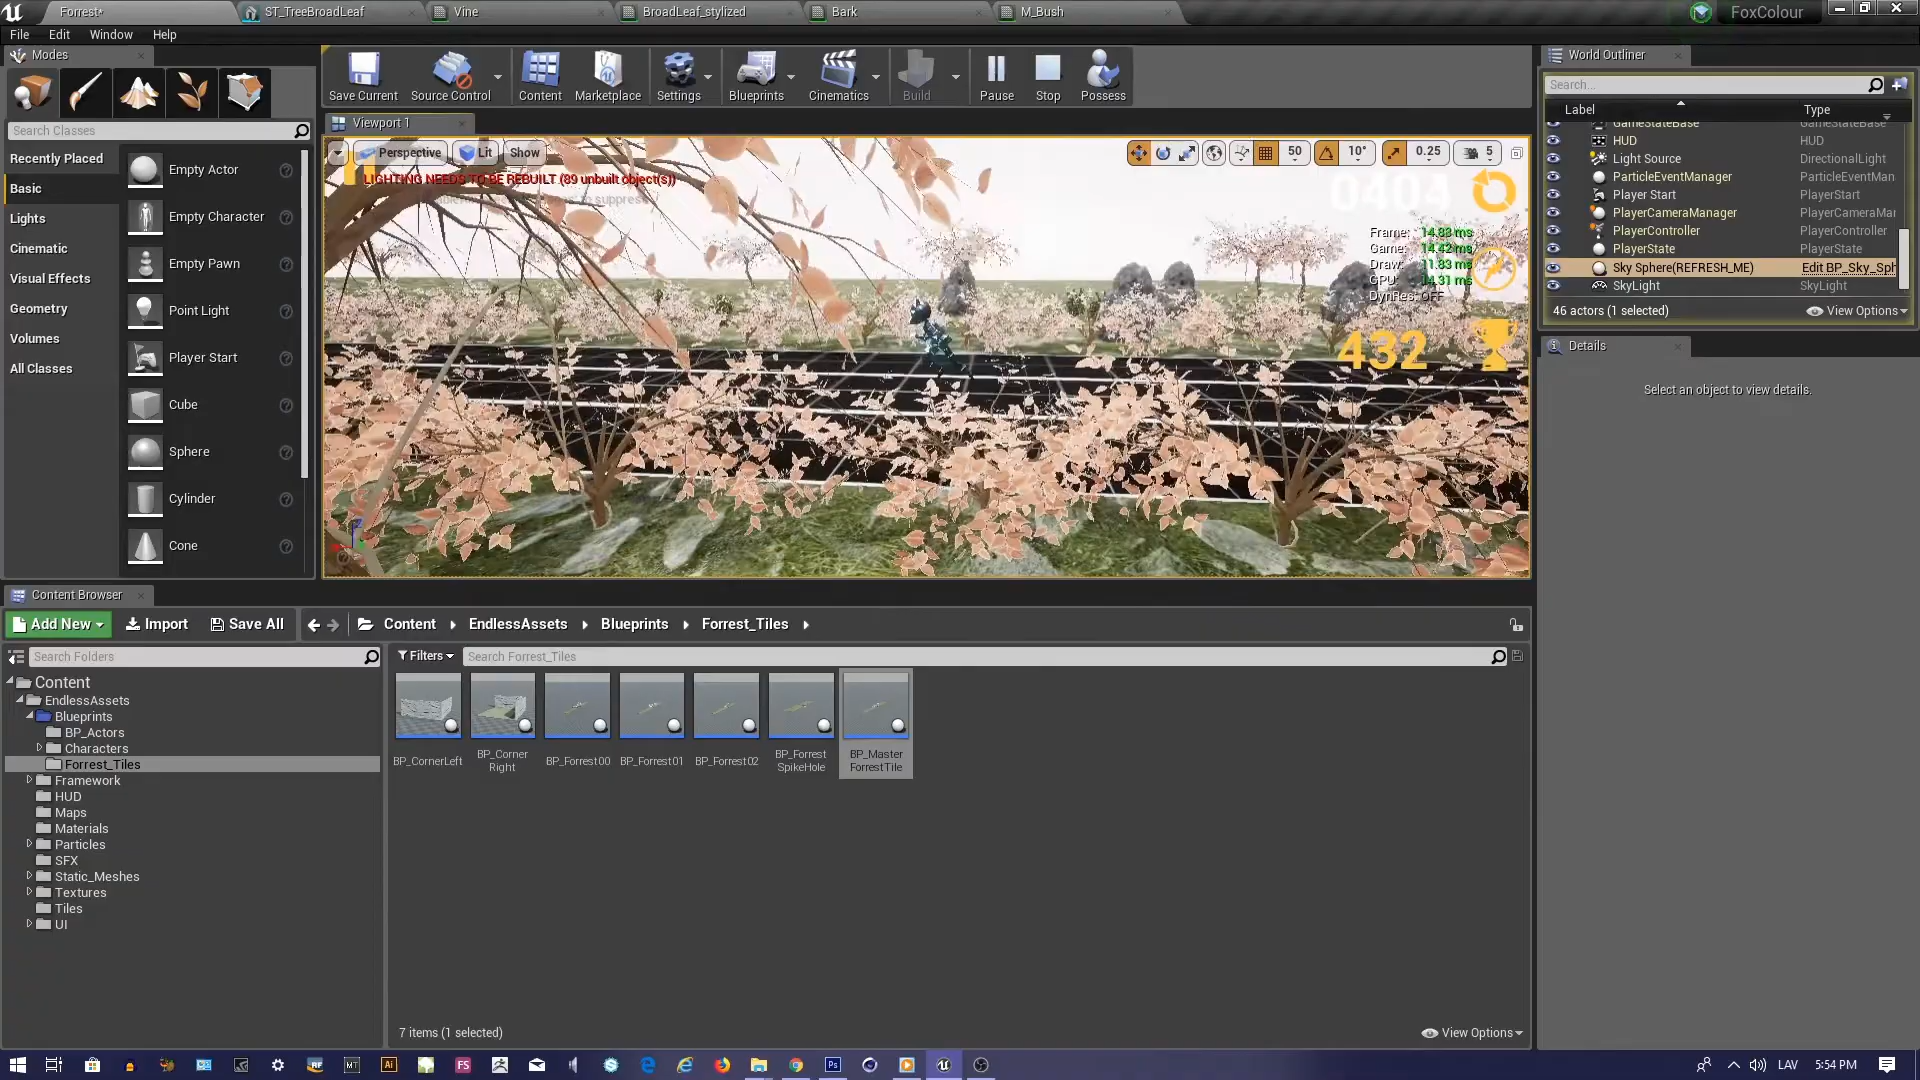 Forrest*
ST_TreeBroadLeaf
Vine
BroadLeaf_stylized
Bark
M_Bush
FoxColour
File Edit Window Help
Modes
Search Classes
Recently Placed
Basic
Lights
Cinematic
Visual Effects
Geometry
Volumes
All Classes
Empty Actor
Empty Character
Empty Pawn
Point Light
Player Start
Cube
Sphere
Cylinder
Cone
Save Current
Source Control
Content
Marketplace
Settings
Blueprints
Cinematics
Build
Pause
Stop
Possess
Viewport 1
Perspective Lit Show
50 10° 0.25 5
LIGHTING NEEDS TO BE REBUILT (89 unbuilt object(s))
to suppress
0404
Frame: 14.83 ms
Game: 14.42 ms
Draw: 11.83 ms
GPU: 14.31 ms
DynRes: OFF
432
World Outliner
Search...
Label Type
GameStateBase GameStateBase
HUD HUD
Light Source DirectionalLight
ParticleEventManager ParticleEventMan
Player Start PlayerStart
PlayerCameraManager PlayerCameraMar
PlayerController PlayerController
PlayerState PlayerState
Sky Sphere(REFRESH_ME) Edit BP_Sky_Sph
SkyLight SkyLight
46 actors (1 selected) View Options
Details
Select an object to view details.
Content Browser
Add New Import Save All Content EndlessAssets Blueprints Forrest_Tiles
Search Folders
Filters Search Forrest_Tiles
Content
EndlessAssets
Blueprints
BP_Actors
Characters
Forrest_Tiles
Framework
HUD
Maps
Materials
Particles
SFX
Static_Meshes
Textures
Tiles
UI
BP_CornerLeft
BP_Corner
Right
BP_Forrest00
BP_Forrest01
BP_Forrest02
BP_Forrest
SpikeHole
BP_Master
ForrestTile
7 items (1 selected) View Options
LAV 5:54 PM